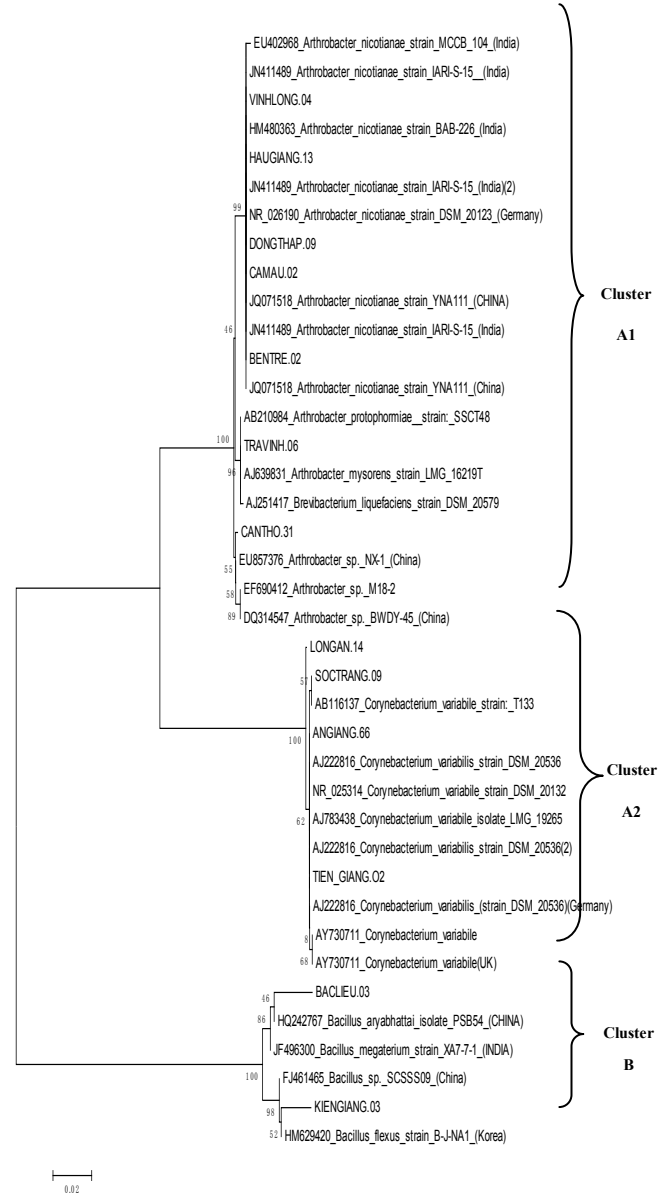 EU402968_Arthrobacter_nicotianae_strain_MCCB_104_(India)
JN411489_Arthrobacter_nicotianae_strain_IARI-S-15__(India)
VINHLONG.04
HM480363_Arthrobacter_nicotianae_strain_BAB-226_(India)
HAUGIANG.13
JN411489_Arthrobacter_nicotianae_strain_IARI-S-15_(India)(2)
99
NR_026190_Arthrobacter_nicotianae_strain_DSM_20123_(Germany)
DONGTHAP.09
CAMAU.02
Cluster
A1
JQ071518_Arthrobacter_nicotianae_strain_YNA111_(CHINA)
46
JN411489_Arthrobacter_nicotianae_strain_IARI-S-15_(India)
BENTRE.02
JQ071518_Arthrobacter_nicotianae_strain_YNA111_(China)
AB210984_Arthrobacter_protophormiae__strain:_SSCT48
100
TRAVINH.06
96
AJ639831_Arthrobacter_mysorens_strain_LMG_16219T
AJ251417_Brevibacterium_liquefaciens_strain_DSM_20579
CANTHO.31
EU857376_Arthrobacter_sp._NX-1_(China)
55
EF690412_Arthrobacter_sp._M18-2
58
DQ314547_Arthrobacter_sp._BWDY-45_(China)
89
LONGAN.14
57
SOCTRANG.09
AB116137_Corynebacterium_variabile_strain:_T133
ANGIANG.66
100
AJ222816_Corynebacterium_variabilis_strain_DSM_20536
Cluster
A2
NR_025314_Corynebacterium_variabile_strain_DSM_20132
62
AJ783438_Corynebacterium_variabile_isolate_LMG_19265
AJ222816_Corynebacterium_variabilis_strain_DSM_20536(2)
TIEN_GIANG.O2
AJ222816_Corynebacterium_variabilis_(strain_DSM_20536)(Germany)
AY730711_Corynebacterium_variabile
8
68
AY730711_Corynebacterium_variabile(UK)
BACLIEU.03
46
86
HQ242767_Bacillus_aryabhattai_isolate_PSB54_(CHINA)
Cluster
B
JF496300_Bacillus_megaterium_strain_XA7-7-1_(INDIA)
100
FJ461465_Bacillus_sp._SCSSS09_(China)
KIENGIANG.03
98
52
HM629420_Bacillus_flexus_strain_B-J-NA1_(Korea)
0.02